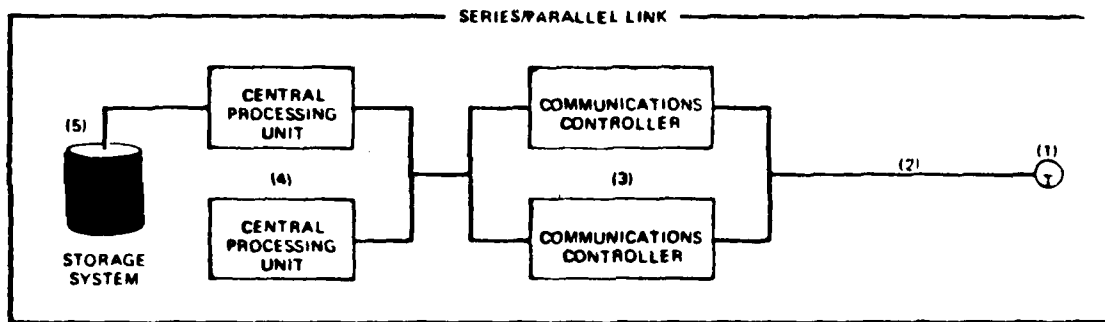 SERIES/PARALLEL LINK
CENTRAL
PROCESSING
UNIT
COMMUNICATIONS
CONTROLLER
(5)
(4)
(3)
(2)
(1)
T
CENTRAL
PROCESSING
UNIT
COMMUNICATIONS
CONTROLLER
STORAGE
SYSTEM